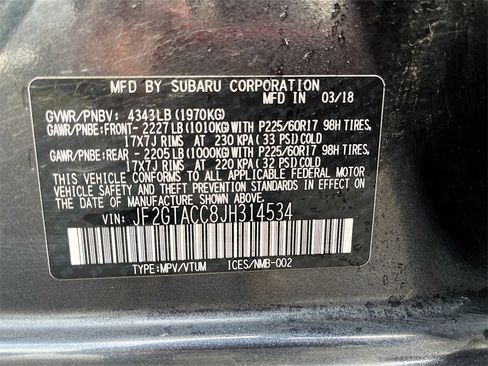 MFD BY SUBARU CORPORATION
MFD IN 03/18
GVWR/PNBV: 4343LB (1970KG)
GAWR/PNBE:FRONT- 2227LB (1010KG) WITH P225/60R17 98H TIRES,
17X7J RIMS AT 230 KPA (33 PSI) COLD
GAWR/PNBE:REAR - 2205LB (1000KG) WITH P225/60R17 98H TIRES,
17X7J RIMS AT 220 KPA (32 PSI) COLD
THIS VEHICLE CONFORMS TO ALL APPLICABLE FEDERAL MOTOR
VEHICLE SAFETY AND BUMPER STANDARDS IN EFFECT ON THE
DATE OF MANUFACTURE SHOWN ABOVE.
VIN: JF2GTACC8JH314534
TYPE:MPV/VTUM ICES/NMB-002